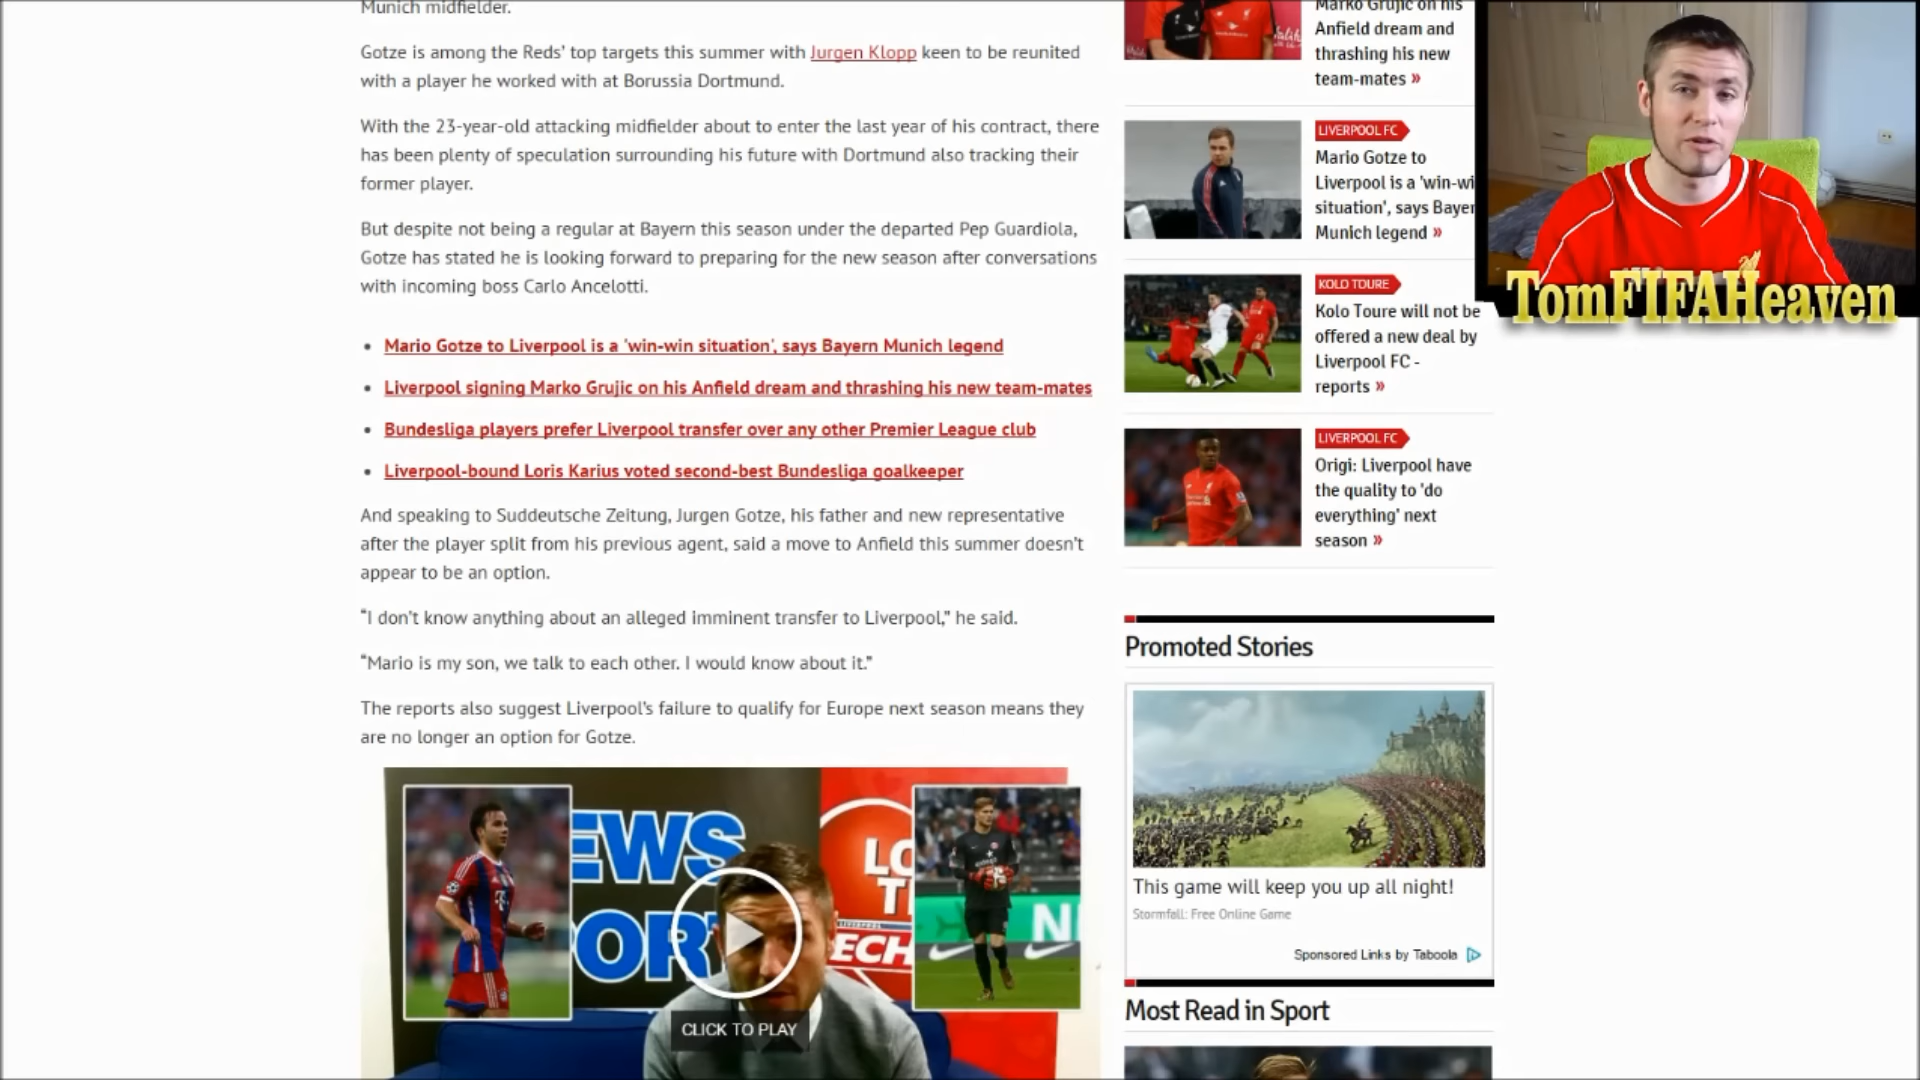 Munich midfielder.
Gotze is among the Reds' top targets this summer with Jurgen Klopp keen to be reunited
with a player he worked with at Borussia Dortmund.
With the 23-year-old attacking midfielder about to enter the last year of his contract, there
has been plenty of speculation surrounding his future with Dortmund also tracking their
former player.
But despite not being a regular at Bayern this season under the departed Pep Guardiola,
Gotze has stated he is looking forward to preparing for the new season after conversations
with incoming boss Carlo Ancelotti.
• Mario Gotze to Liverpool is a 'win-win situation', says Bayern Munich legend
• Liverpool signing Marko Grujic on his Anfield dream and thrashing his new team-mates
• Bundesliga players prefer Liverpool transfer over any other Premier League club
• Liverpool-bound Loris Karius voted second-best Bundesliga goalkeeper
And speaking to Suddeutsche Zeitung, Jurgen Gotze, his father and new representative
after the player split from his previous agent, said a move to Anfield this summer doesn't
appear to be an option.
“I don't know anything about an alleged imminent transfer to Liverpool,” he said.
“Mario is my son, we talk to each other. I would know about it.”
The reports also suggest Liverpool's failure to qualify for Europe next season means they
are no longer an option for Gotze.
EWS
ORT
LO
T
LIVERPOOL
ECH
N
CLICK TO PLAY
Marko Grujic on his
Anfield dream and
thrashing his new
team-mates »
LIVERPOOL FC
Mario Gotze to
Liverpool is a 'win-wi
situation', says Bayer
Munich legend »
KOLO TOURE
Kolo Toure will not be
offered a new deal by
Liverpool FC -
reports »
LIVERPOOL FC
Origi: Liverpool have
the quality to 'do
everything' next
season »
Promoted Stories
This game will keep you up all night!
Stormfall: Free Online Game
Sponsored Links by Taboola
Most Read in Sport
TomFIFAHeaven